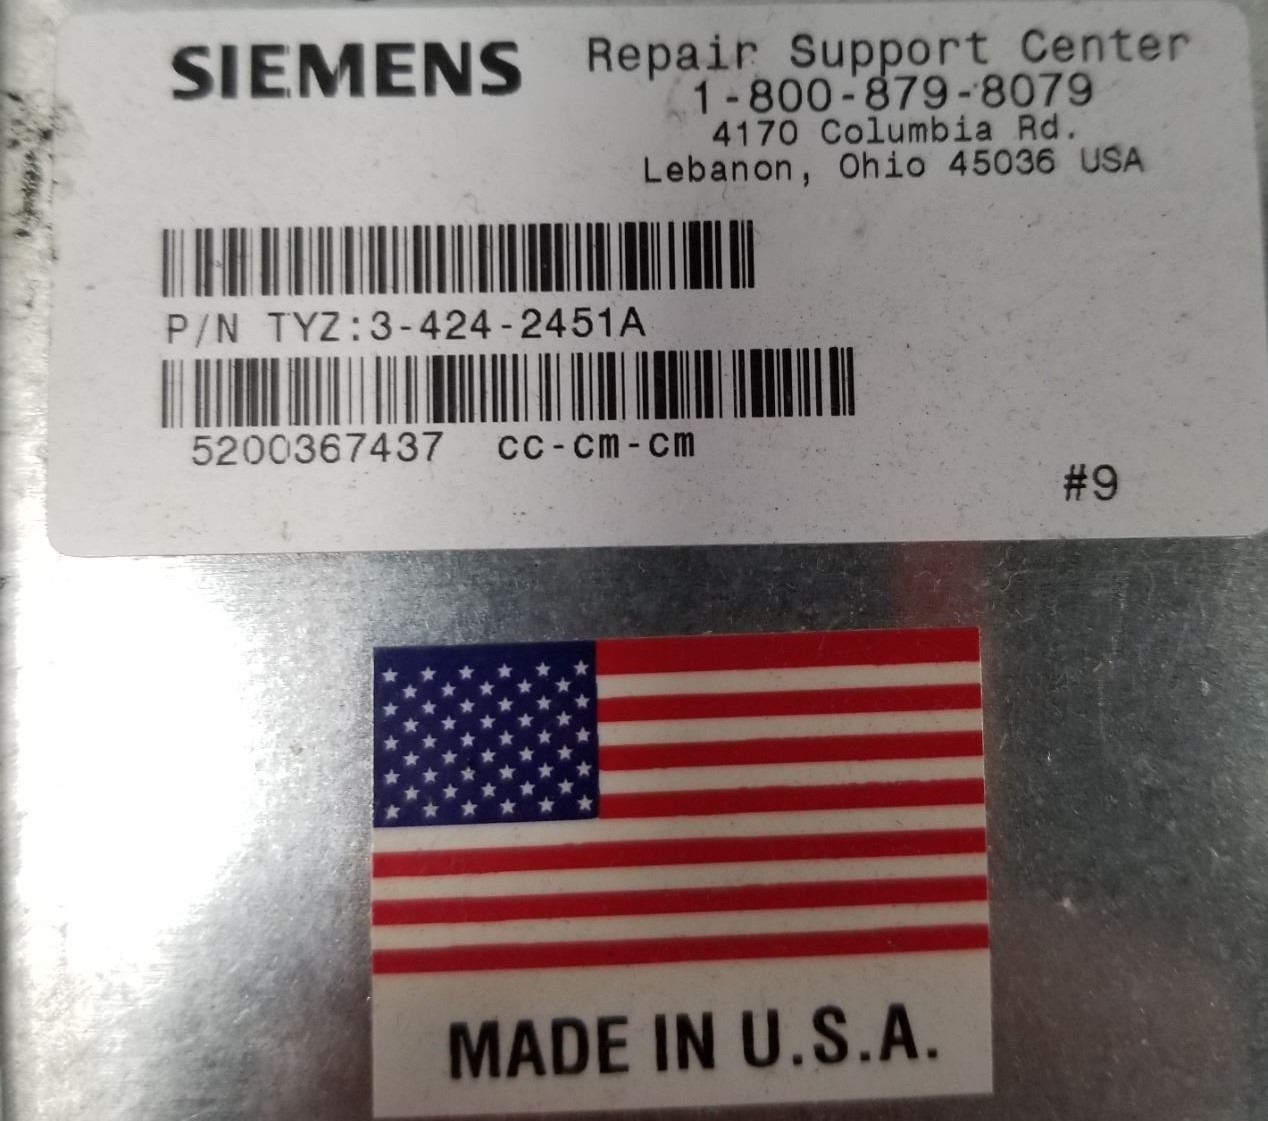 SIEMENS Repair Support Center
1-800-879-8079
4170 Columbia Rd.
Lebanon, Ohio 45036 USA
P/N TYZ:3-424-2451A
5200367437 cc-cm-cm
#9
MADE IN U.S.A.